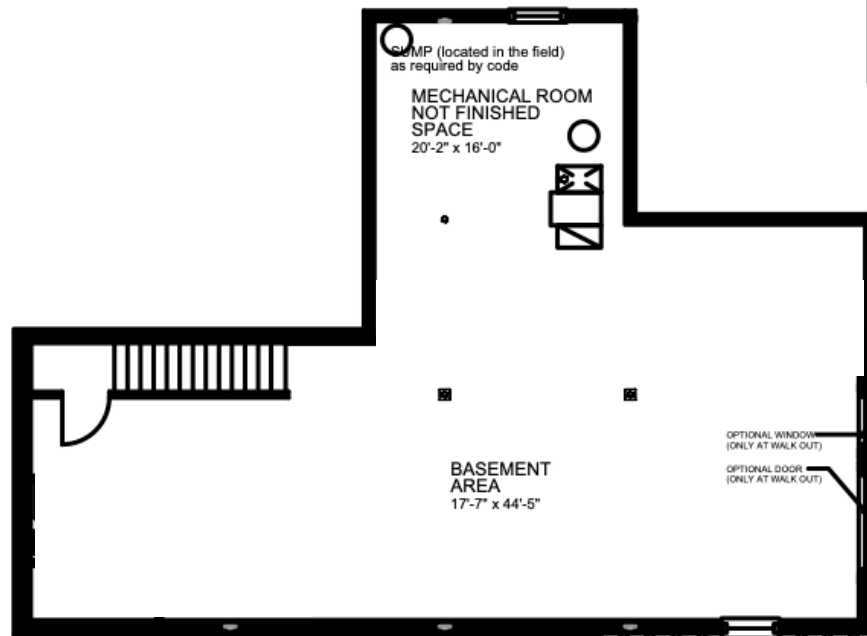 SUMP (located in the field)
as required by code
MECHANICAL ROOM
NOT FINISHED
SPACE
20'-2" x 16'-0"
OPTIONAL WINDOW
(ONLY AT WALK OUT)
OPTIONAL DOOR
(ONLY AT WALK OUT)
BASEMENT
AREA
17'-7" x 44'-5"